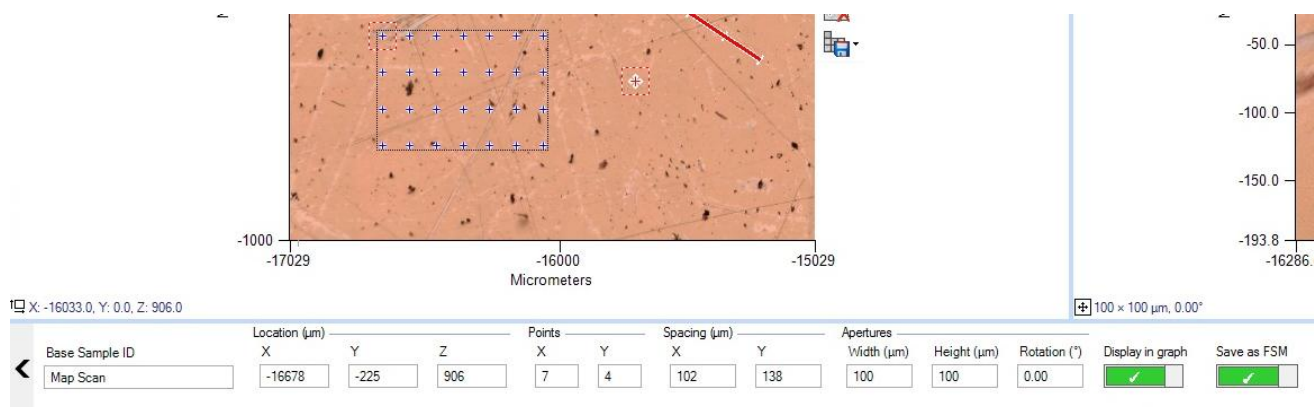 -50.0
-100.0
-150.0
-1000
-193.8
-17029 -16000 -15029 -16286.
Micrometers
X: -16033.0, Y: 0.0, Z: 906.0
100 × 100 µm, 0.00°
Location (µm) Points Spacing (µm) Apertures
Base Sample ID X Y Z X Y X Y Width (µm) Height (µm) Rotation (°) Display in graph Save as FSM
Map Scan -16678 -225 906 7 4 102 138 100 100 0.00